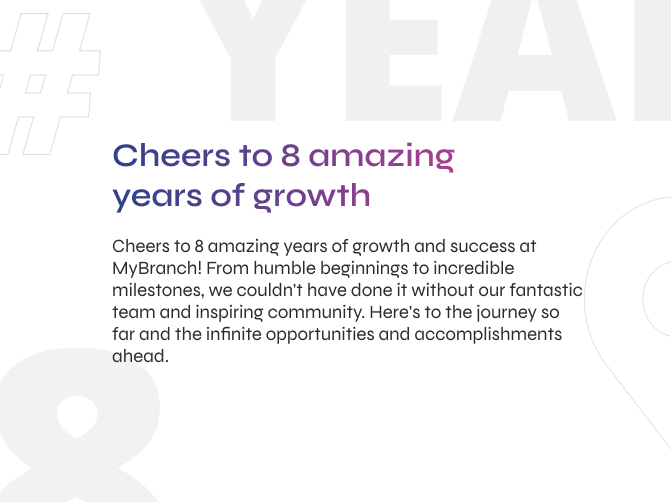 # YEAR
Cheers to 8 amazing
years of growth
Cheers to 8 amazing years of growth and success at
MyBranch! From humble beginnings to incredible
milestones, we couldn't have done it without our fantastic
team and inspiring community. Here's to the journey so
far and the infinite opportunities and accomplishments
ahead.
8